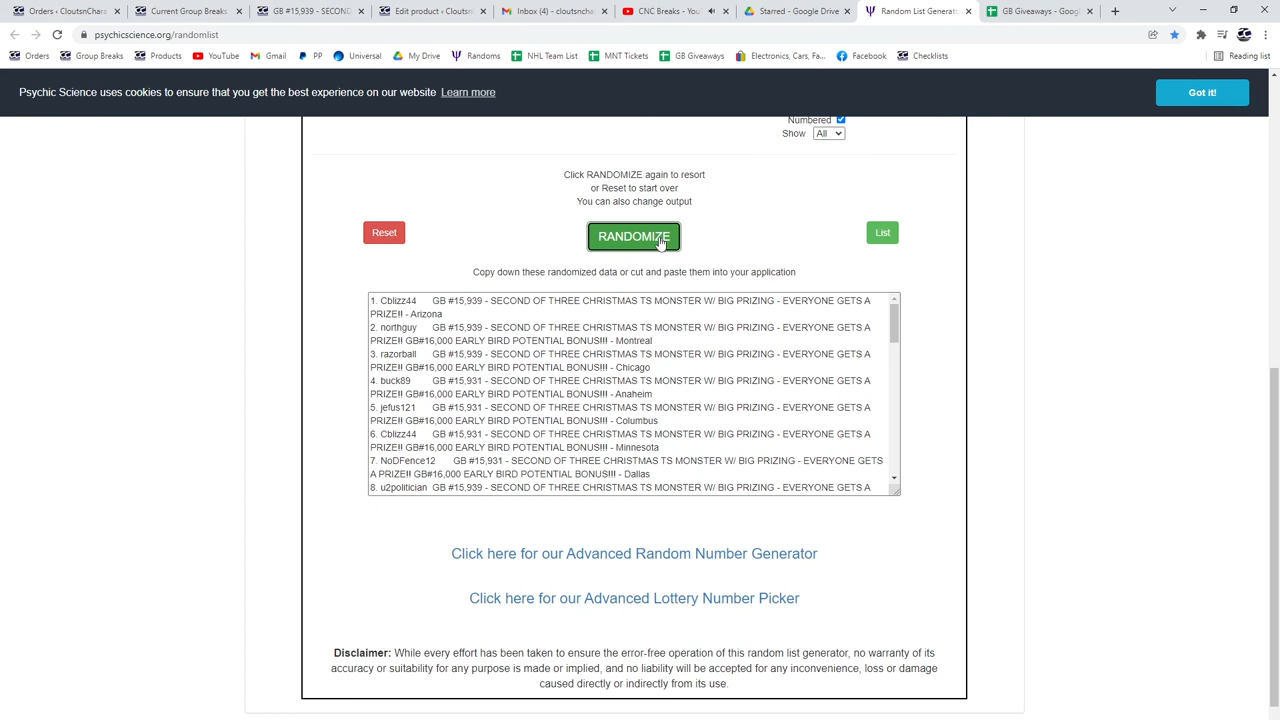 Orders < CloutsnChara
Current Group Breaks
GB #15,939 - SECOND
Edit product < Cloutsn
Inbox (4) - cloutsnchar
CNC Breaks - You
Starred - Google Drive
Random List Generato
GB Giveaways - Goog
psychicscience.org/randomlist
Orders
Group Breaks
Products
YouTube
Gmail
PP
Universal
My Drive
Randoms
NHL Team List
MNT Tickets
GB Giveaways
Electronics, Cars, Fa...
Facebook
Checklists
Reading list
Psychic Science uses cookies to ensure that you get the best experience on our website Learn more
Got it!
Numbered
Show All
Click RANDOMIZE again to resort
or Reset to start over
You can also change output
Reset
RANDOMIZE
List
Copy down these randomized data or cut and paste them into your application
1. Cblizz44 GB #15,939 - SECOND OF THREE CHRISTMAS TS MONSTER W/ BIG PRIZING - EVERYONE GETS A
PRIZE!! - Arizona
2. northguy GB #15,939 - SECOND OF THREE CHRISTMAS TS MONSTER W/ BIG PRIZING - EVERYONE GETS A
PRIZE!! GB#16,000 EARLY BIRD POTENTIAL BONUS!!! - Montreal
3. razorball GB #15,939 - SECOND OF THREE CHRISTMAS TS MONSTER W/ BIG PRIZING - EVERYONE GETS A
PRIZE!! GB#16,000 EARLY BIRD POTENTIAL BONUS!!! - Chicago
4. buck89 GB #15,931 - SECOND OF THREE CHRISTMAS TS MONSTER W/ BIG PRIZING - EVERYONE GETS A
PRIZE!! GB#16,000 EARLY BIRD POTENTIAL BONUS!!! - Anaheim
5. jefus121 GB #15,931 - SECOND OF THREE CHRISTMAS TS MONSTER W/ BIG PRIZING - EVERYONE GETS A
PRIZE!! GB#16,000 EARLY BIRD POTENTIAL BONUS!!! - Columbus
6. Cblizz44 GB #15,931 - SECOND OF THREE CHRISTMAS TS MONSTER W/ BIG PRIZING - EVERYONE GETS A
PRIZE!! GB#16,000 EARLY BIRD POTENTIAL BONUS!!! - Minnesota
7. NoDFence12 GB #15,931 - SECOND OF THREE CHRISTMAS TS MONSTER W/ BIG PRIZING - EVERYONE GETS
A PRIZE!! GB#16,000 EARLY BIRD POTENTIAL BONUS!!! - Dallas
8. u2politician GB #15,939 - SECOND OF THREE CHRISTMAS TS MONSTER W/ BIG PRIZING - EVERYONE GETS A
Click here for our Advanced Random Number Generator
Click here for our Advanced Lottery Number Picker
Disclaimer: While every effort has been taken to ensure the error-free operation of this random list generator, no warranty of its
accuracy or suitability for any purpose is made or implied, and no liability will be accepted for any inconvenience, loss or damage
caused directly or indirectly from its use.